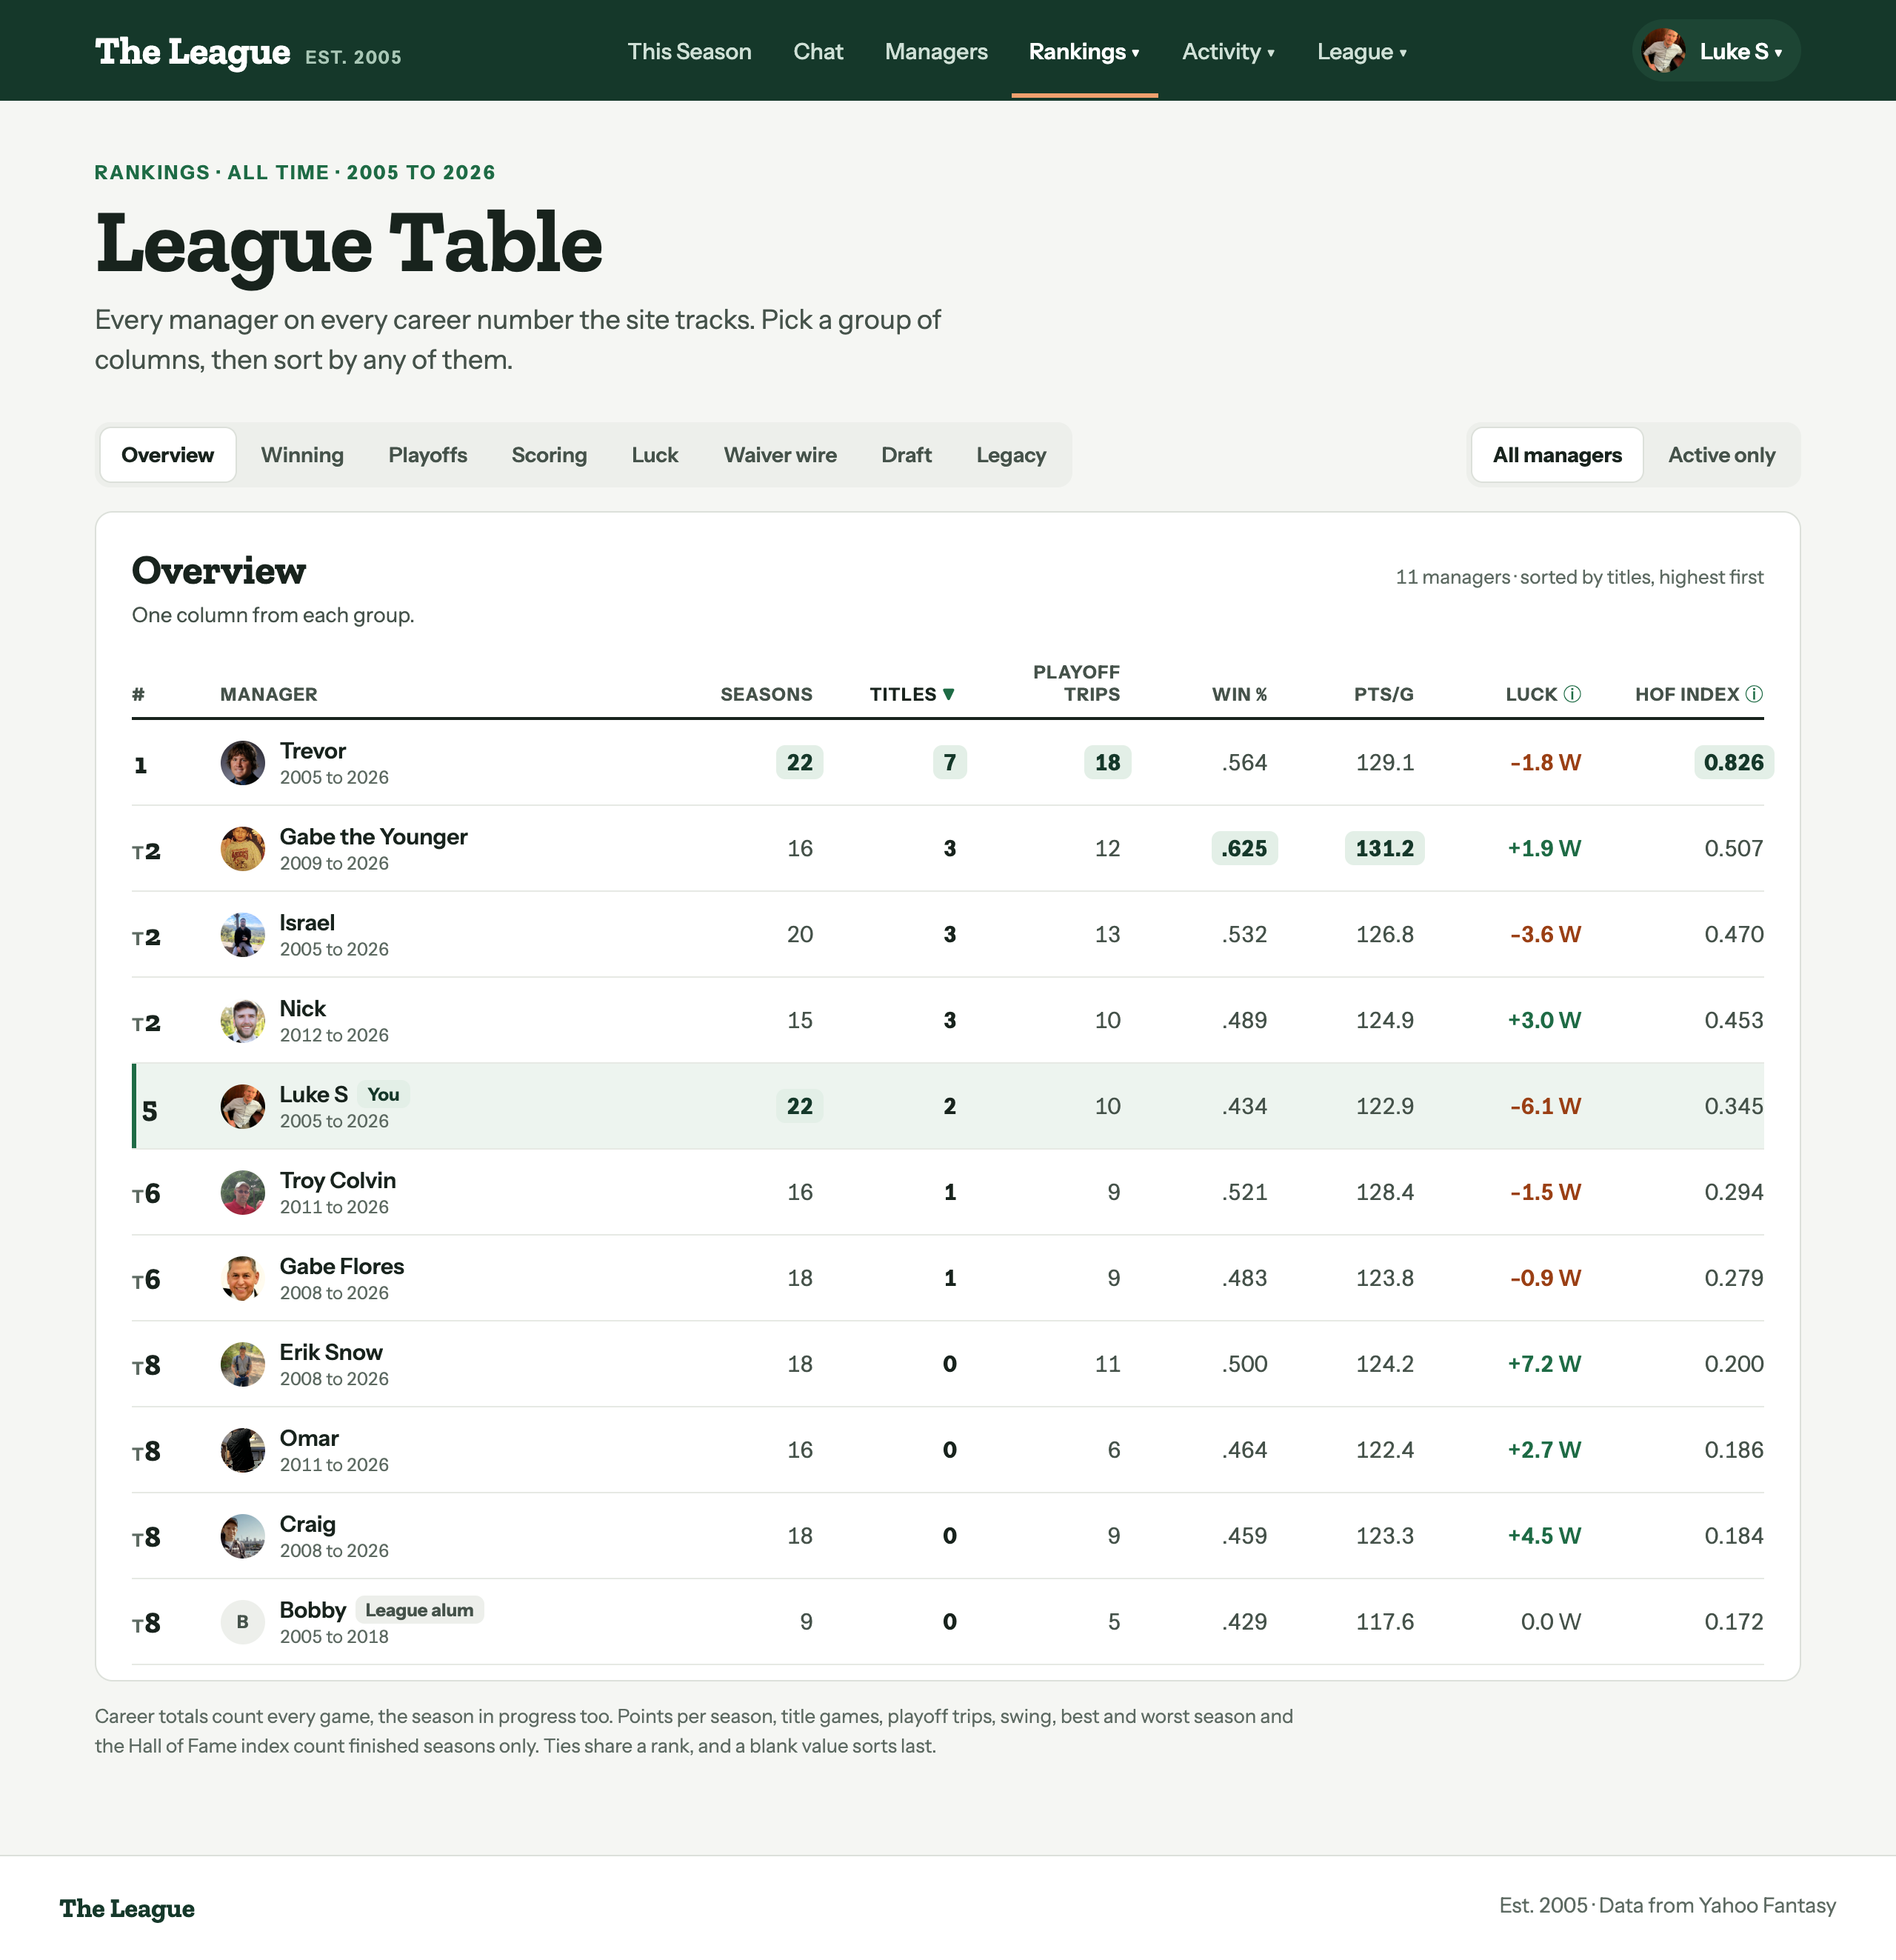 The League EST. 2005
This Season Chat Managers Rankings ▾ Activity ▾ League ▾
Luke S ▾
RANKINGS · ALL TIME · 2005 TO 2026
League Table
Every manager on every career number the site tracks. Pick a group of
columns, then sort by any of them.
Overview Winning Playoffs Scoring Luck Waiver wire Draft Legacy
All managers Active only
Overview
11 managers · sorted by titles, highest first
One column from each group.
# MANAGER SEASONS TITLES ▼ PLAYOFF TRIPS WIN % PTS/G LUCK ⓘ HOF INDEX ⓘ
1 Trevor 22 7 18 .564 129.1 -1.8 W 0.826
2005 to 2026
T2 Gabe the Younger 16 3 12 .625 131.2 +1.9 W 0.507
2009 to 2026
T2 Israel 20 3 13 .532 126.8 -3.6 W 0.470
2005 to 2026
T2 Nick 15 3 10 .489 124.9 +3.0 W 0.453
2012 to 2026
5 Luke S You 22 2 10 .434 122.9 -6.1 W 0.345
2005 to 2026
T6 Troy Colvin 16 1 9 .521 128.4 -1.5 W 0.294
2011 to 2026
T6 Gabe Flores 18 1 9 .483 123.8 -0.9 W 0.279
2008 to 2026
T8 Erik Snow 18 0 11 .500 124.2 +7.2 W 0.200
2008 to 2026
T8 Omar 16 0 6 .464 122.4 +2.7 W 0.186
2011 to 2026
T8 Craig 18 0 9 .459 123.3 +4.5 W 0.184
2008 to 2026
T8 B Bobby League alum 9 0 5 .429 117.6 0.0 W 0.172
2005 to 2018
Career totals count every game, the season in progress too. Points per season, title games, playoff trips, swing, best and worst season and
the Hall of Fame index count finished seasons only. Ties share a rank, and a blank value sorts last.
The League
Est. 2005 · Data from Yahoo Fantasy